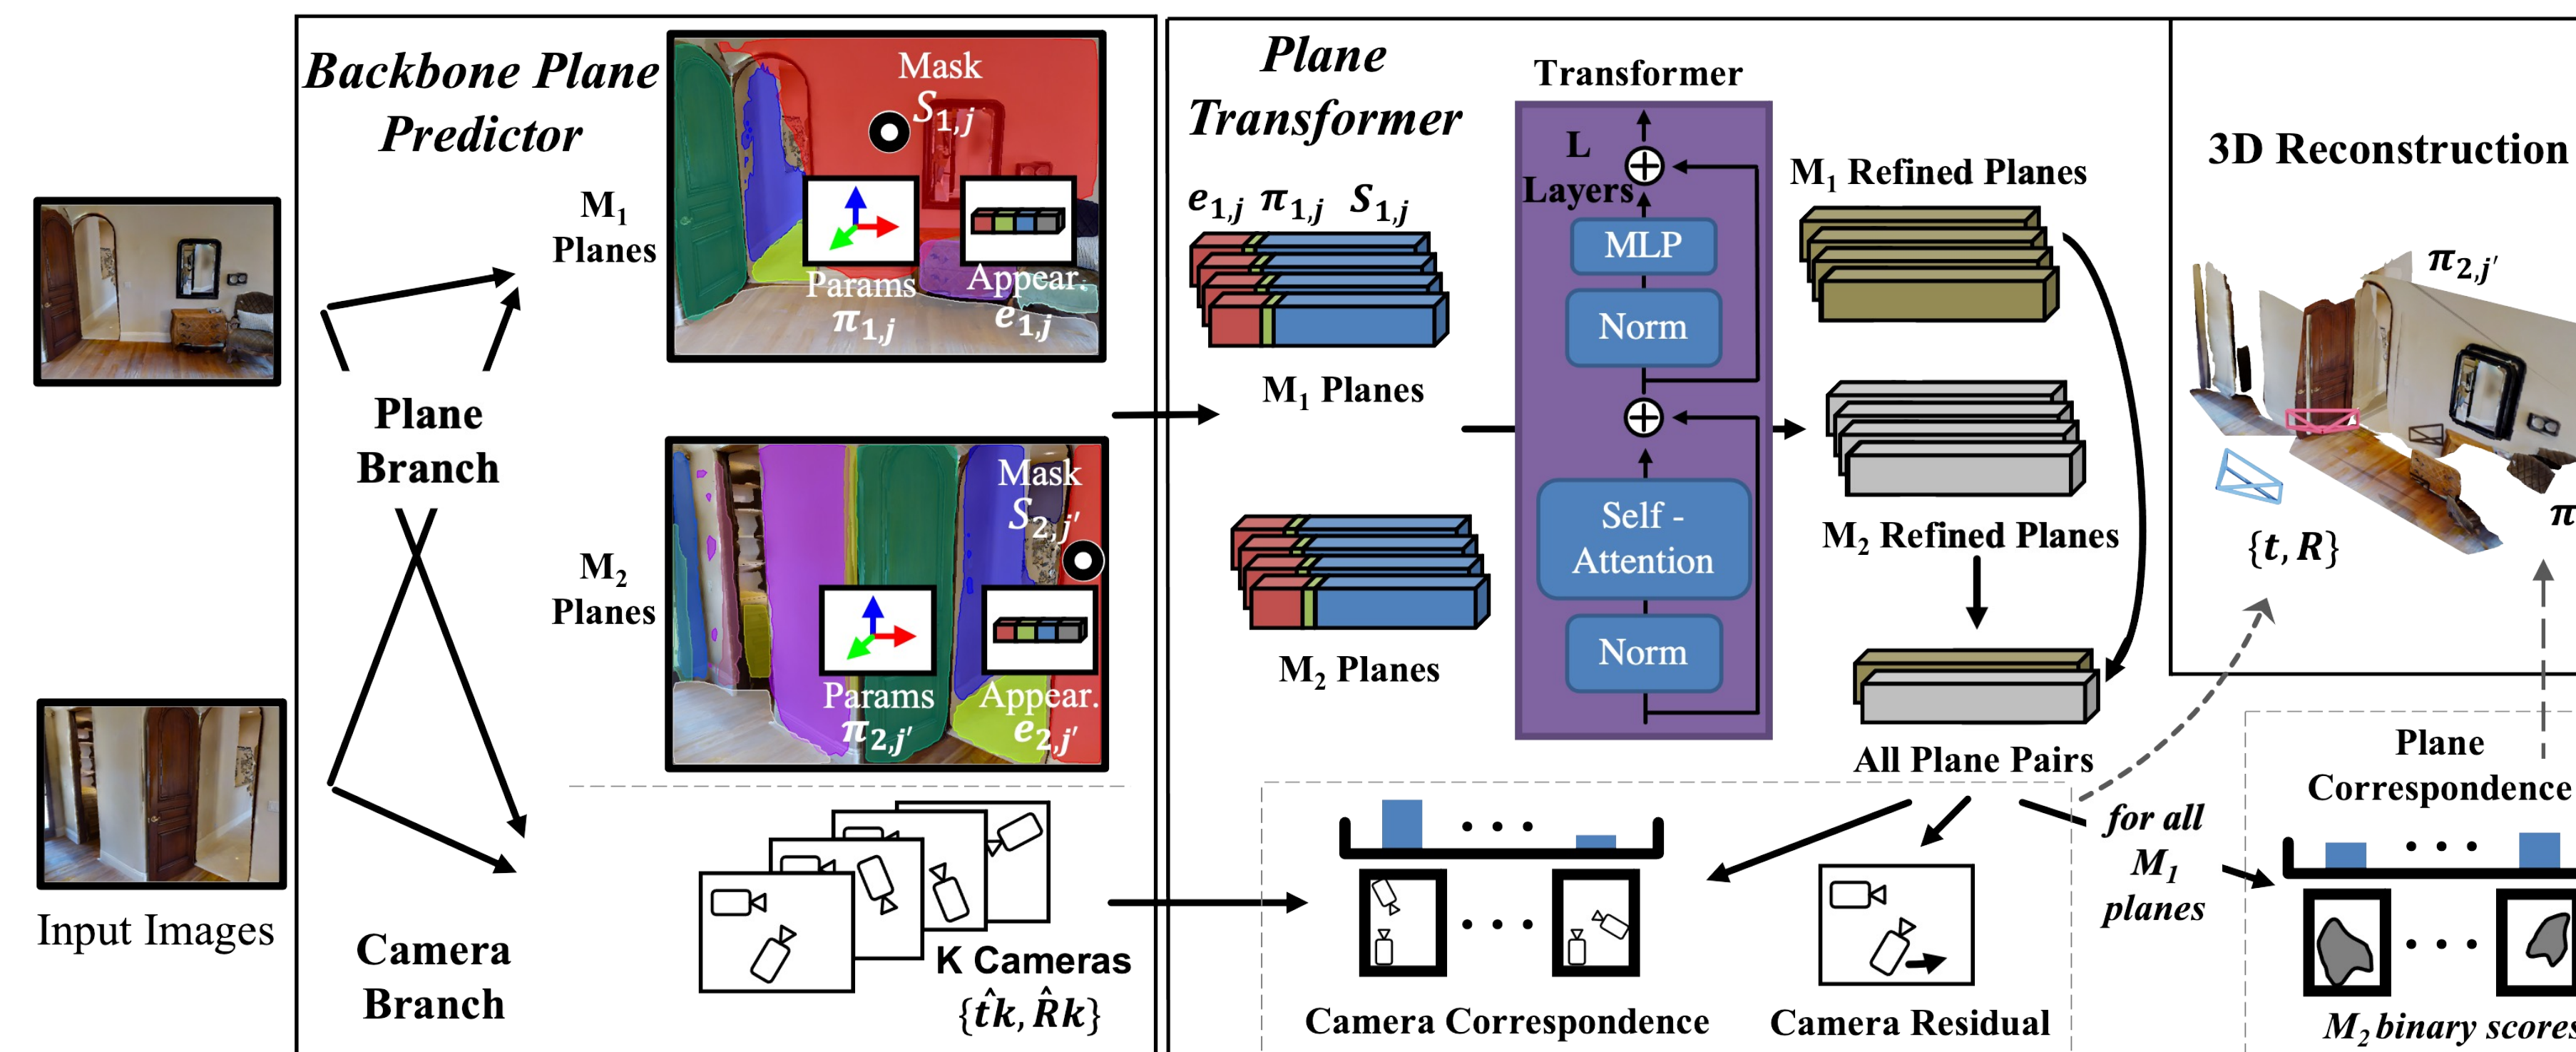 Backbone Plane
Predictor
M₁
Planes
Mask
S₁,ⱼ
Params
π₁,ⱼ
Appear.
e₁,ⱼ
Plane
Branch
M₂
Planes
Mask
S₂,ⱼ′
Params
π₂,ⱼ′
Appear.
e₂,ⱼ′
Input Images
Camera
Branch
K Cameras
{t̂k, R̂k}
Plane
Transformer
e₁,ⱼ π₁,ⱼ S₁,ⱼ
M₁ Planes
M₂ Planes
Transformer
L
Layers
MLP
Norm
Self -
Attention
Norm
M₁ Refined Planes
M₂ Refined Planes
All Plane Pairs
Camera Correspondence
Camera Residual
for all
M₁
planes
3D Reconstruction
π₂,ⱼ′
{t, R}
π
Plane
Correspondence
M₂ binary scores